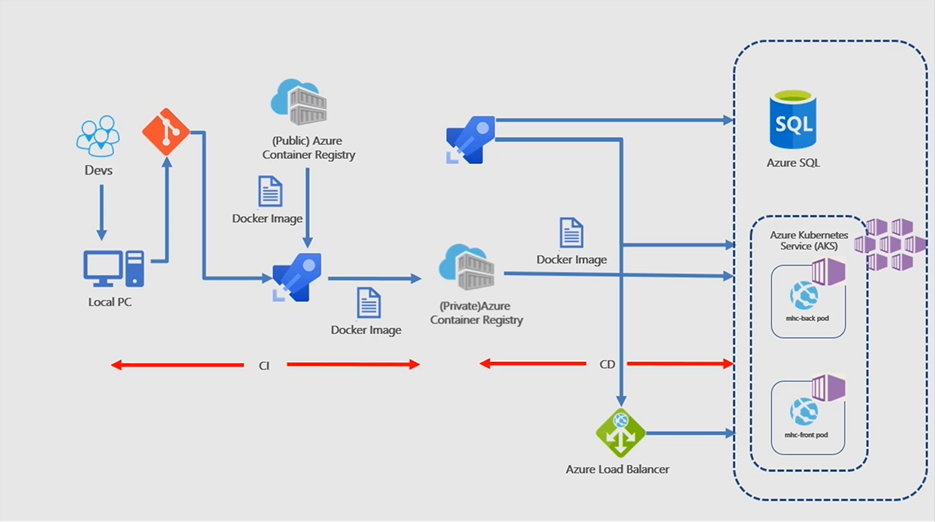 Devs
Local PC
(Public) Azure
Container Registry
Docker Image
Docker Image
(Private)Azure
Container Registry
CI
Docker Image
CD
Azure Load Balancer
SQL
Azure SQL
Azure Kubernetes
Service (AKS)
mhc-back pod
mhc-front pod